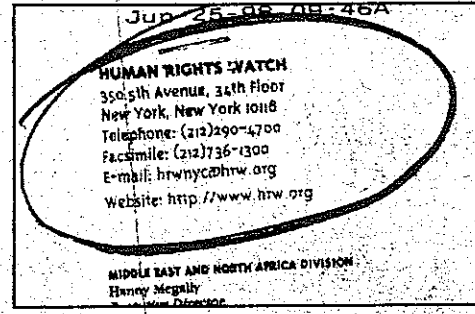 Jun-25-98 09:46A
HUMAN RIGHTS WATCH
350 5th Avenue, 34th Floor
New York, New York 10118
Telephone: (212)290-4700
Facsimile: (212)736-1300
E-mail: hrwnyc@hrw.org
Website: http://www.hrw.org
MIDDLE EAST AND NORTH AFRICA DIVISION
Hanny Megally
Director